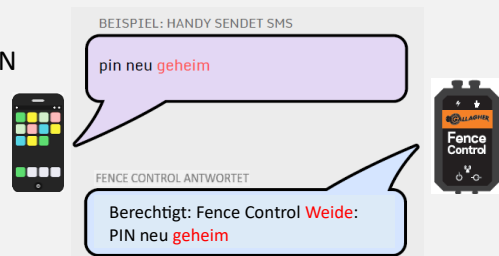 BEISPIEL: HANDY SENDET SMS
N
pin neu geheim
GALLAGHER
Fence
Control
FENCE CONTROL ANTWORTET
Berechtigt: Fence Control Weide:
PIN neu geheim